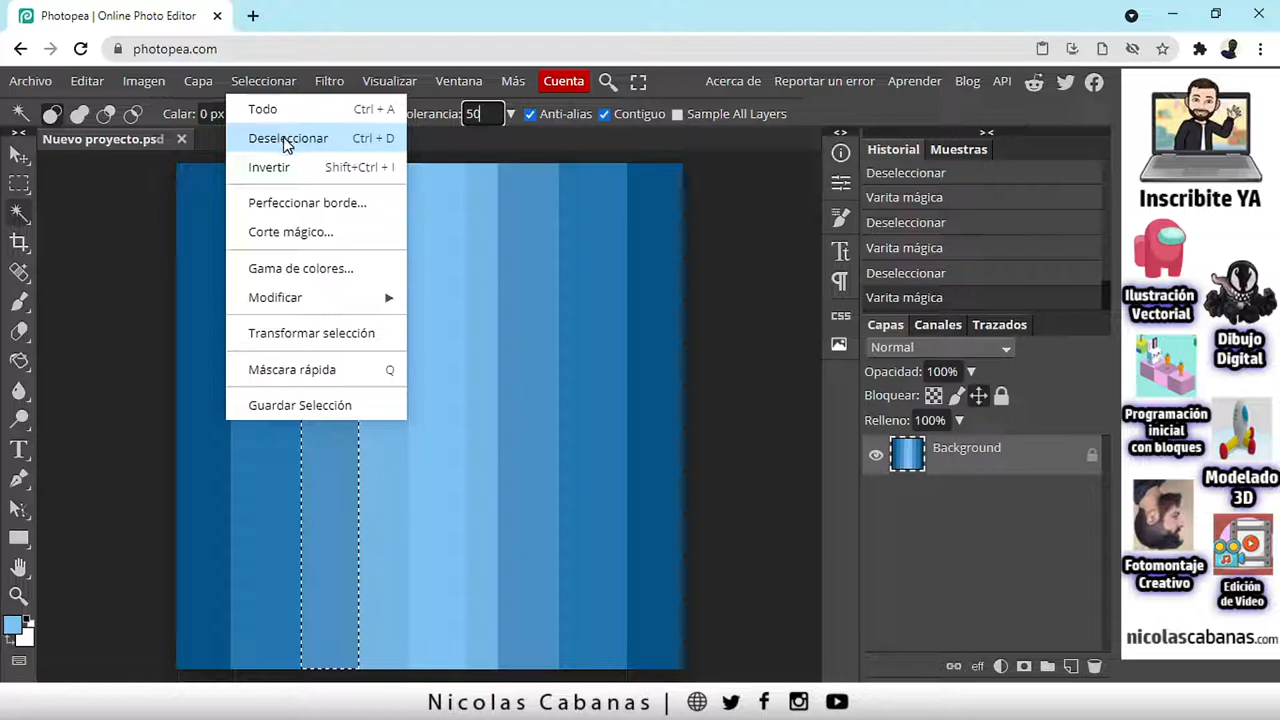 Photopea | Online Photo Editor
photopea.com
Archivo Editar Imagen Capa Seleccionar Filtro Visualizar Ventana Más Cuenta Acerca de Reportar un error Aprender Blog API
Calar: 0 px olerancia: 50 Anti-alias Contiguo Sample All Layers
Nuevo proyecto.psd
Todo Ctrl + A
Deseleccionar Ctrl + D
Invertir Shift+Ctrl + I
Perfeccionar borde...
Corte mágico...
Gama de colores...
Modificar
Transformar selección
Máscara rápida Q
Guardar Selección
Historial Muestras
Deseleccionar
Varita mágica
Deseleccionar
Varita mágica
Deseleccionar
Varita mágica
CSS
Capas Canales Trazados
Normal
Opacidad: 100%
Bloquear:
Relleno: 100%
Background
eff
Inscribite YA
Ilustración
Vectorial
Dibujo
Digital
Programación
inicial
con bloques
Modelado
3D
Fotomontaje
Creativo
Edición
de Video
nicolascabanas.com
Nicolas Cabanas |